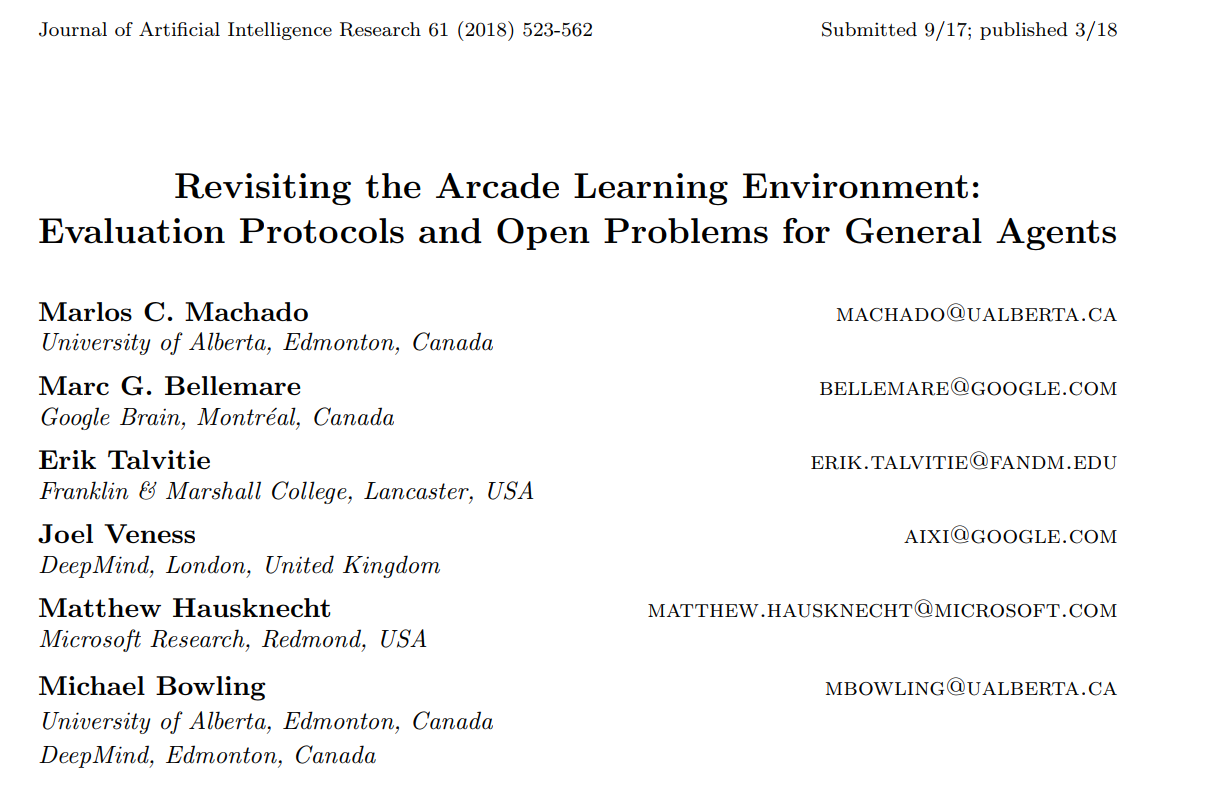 Journal of Artificial Intelligence Research 61 (2018) 523-562 Submitted 9/17; published 3/18
Revisiting the Arcade Learning Environment:
Evaluation Protocols and Open Problems for General Agents
Marlos C. Machado machado@ualberta.ca
University of Alberta, Edmonton, Canada
Marc G. Bellemare bellemare@google.com
Google Brain, Montréal, Canada
Erik Talvitie erik.talvitie@fandm.edu
Franklin & Marshall College, Lancaster, USA
Joel Veness aixi@google.com
DeepMind, London, United Kingdom
Matthew Hausknecht matthew.hausknecht@microsoft.com
Microsoft Research, Redmond, USA
Michael Bowling mbowling@ualberta.ca
University of Alberta, Edmonton, Canada
DeepMind, Edmonton, Canada